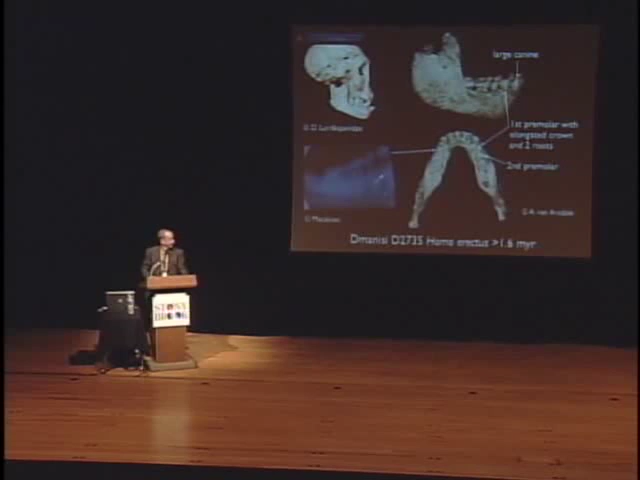 large canine
1st premolar with
elongated crown
and 2 roots
2nd premolar
Dmanisi D2735 Homo erectus >1.6 myr
STONY
BROOK